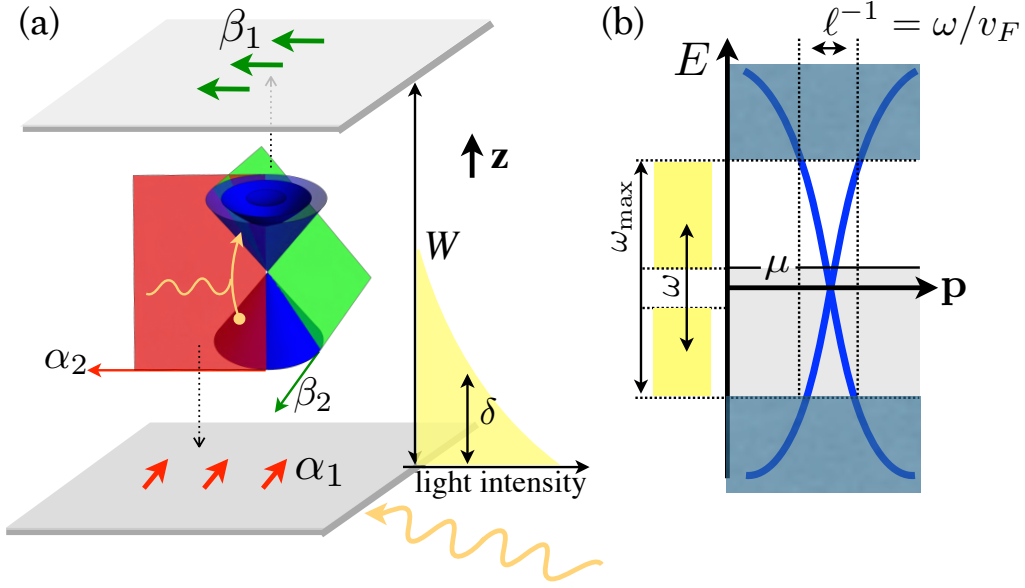 (a)
β₁
z
W
α₂
β₂
δ
α₁
light intensity
(b)
ℓ⁻¹ = ω/v_F
E
ω_max
ω
μ
p